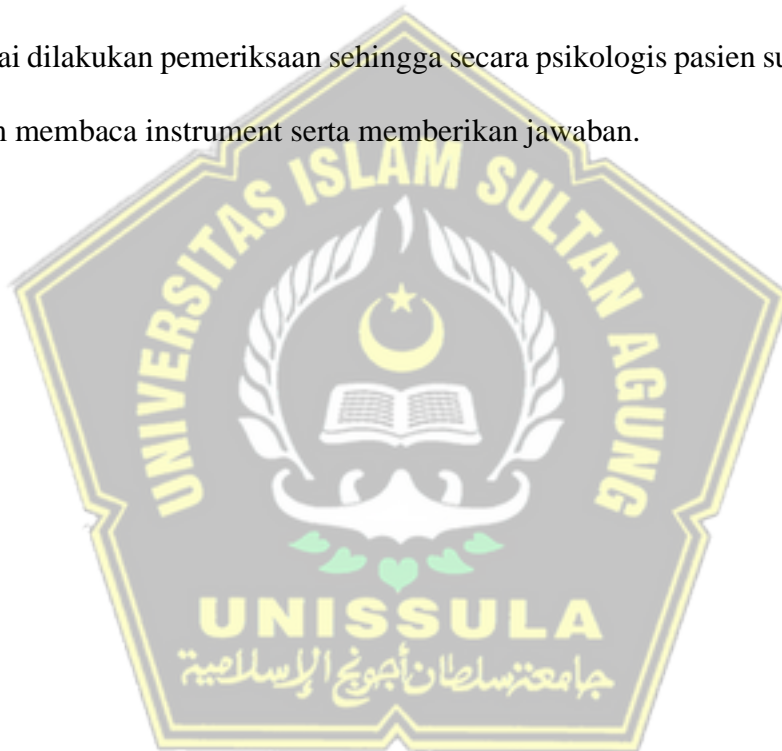 ai dilakukan pemeriksaan sehingga secara psikologis pasien su
membaca instrument serta memberikan jawaban.
UNIVERSITAS ISLAM SULTAN AGUNG
UNISSULA
جامعتنسلطان أجونج الإسلامية